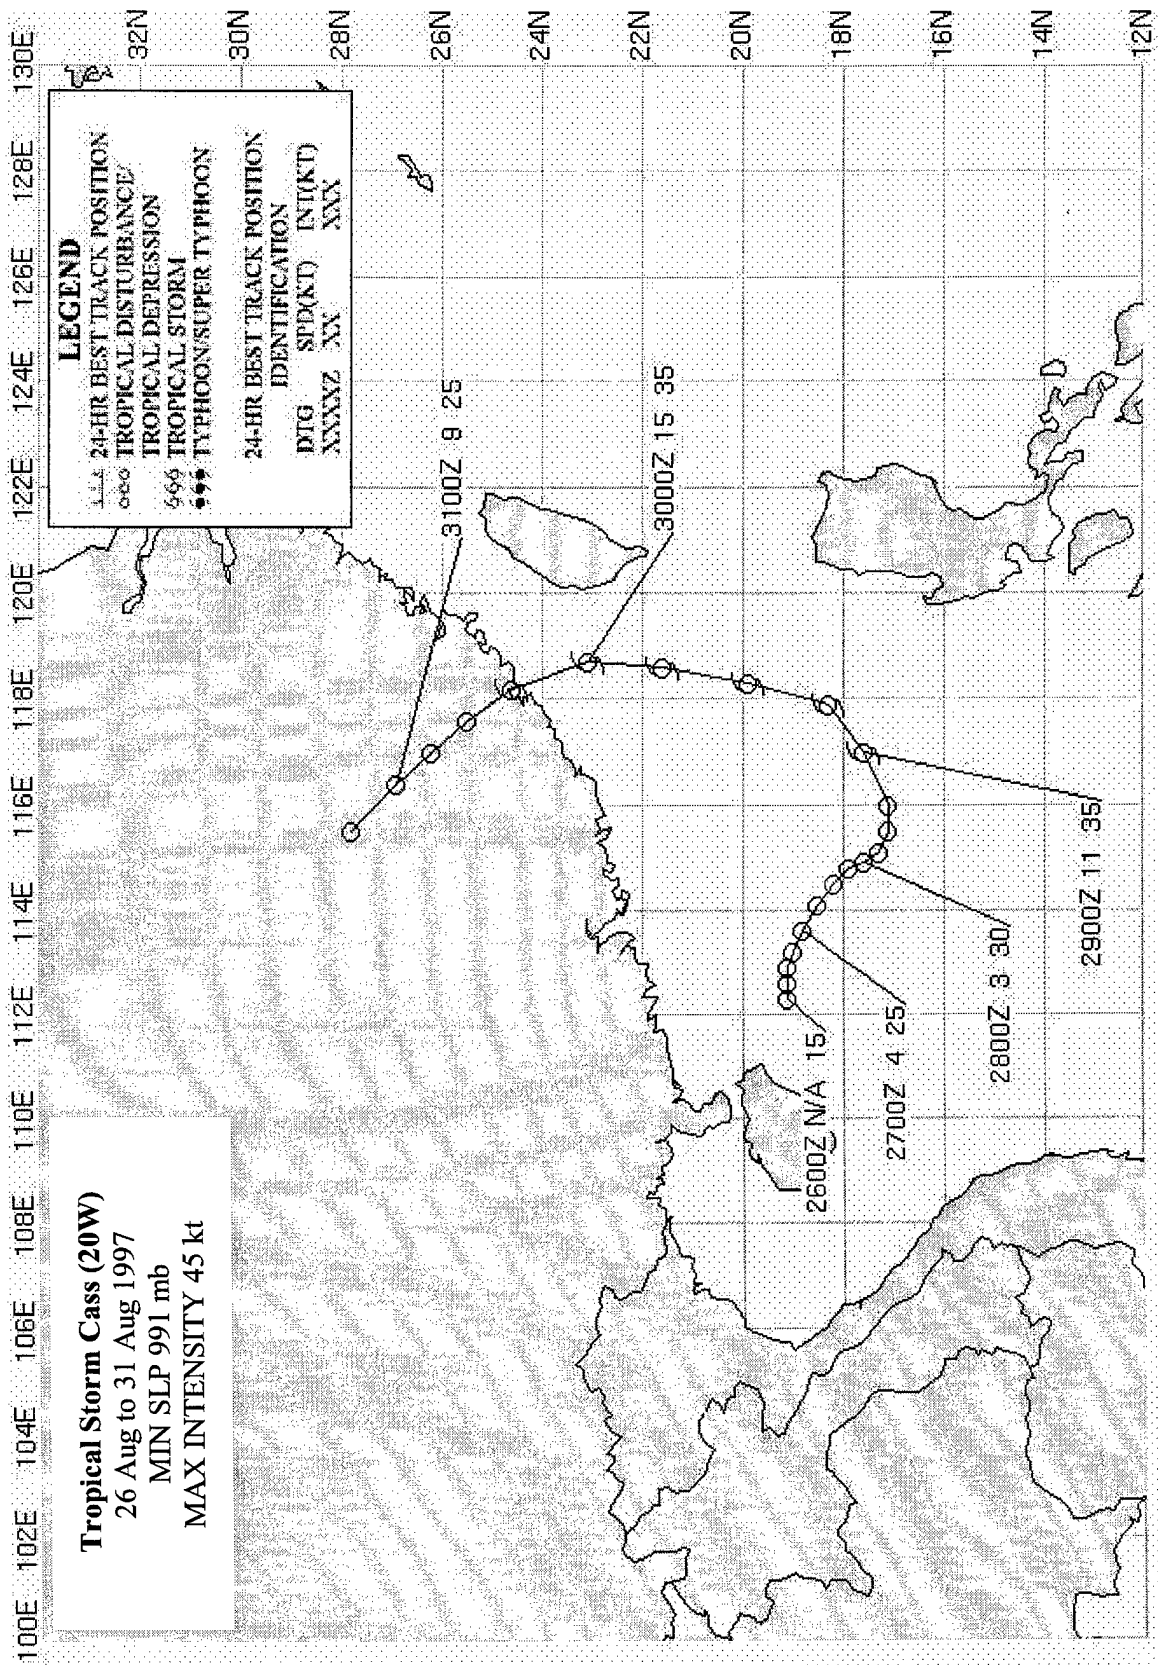 Tropical Storm Cass (20W)
26 Aug to 31 Aug 1997
MIN SLP 991 mb
MAX INTENSITY 45 kt
LEGEND
24-HR BEST TRACK POSITION
TROPICAL DISTURBANCE/
TROPICAL DEPRESSION
TROPICAL STORM
TYPHOON/SUPER TYPHOON
24-HR BEST TRACK POSITION
IDENTIFICATION
DTG SPD(KT) INT(KT)
XXXYZ XX XXX
100E 102E 104E 106E 108E 110E 112E 114E 116E 118E 120E 122E 124E 126E 128E 130E
32N
30N
28N
26N
24N
22N
20N
18N
16N
14N
12N
3100Z 9 25
3000Z 15 35
2600Z N/A 15
2700Z 4 25
2800Z 3 30
2900Z 11 35